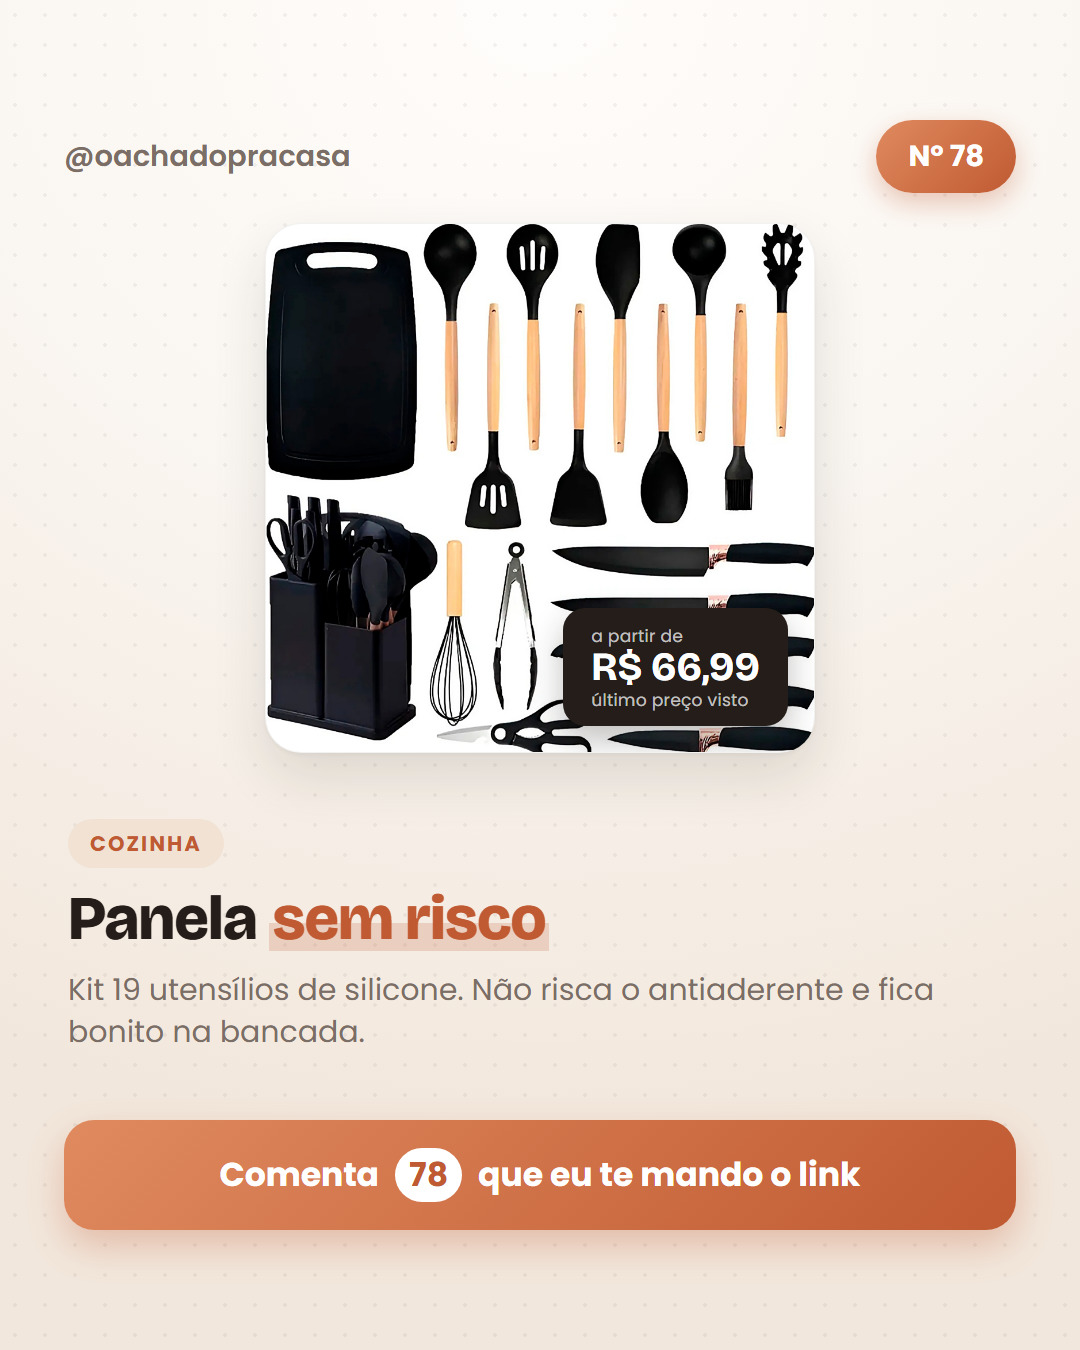 @oachadopracasa
Nº 78
a partir de
R$ 66,99
último preço visto
COZINHA
Panela sem risco
Kit 19 utensílios de silicone. Não risca o antiaderente e fica
bonito na bancada.
Comenta 78 que eu te mando o link